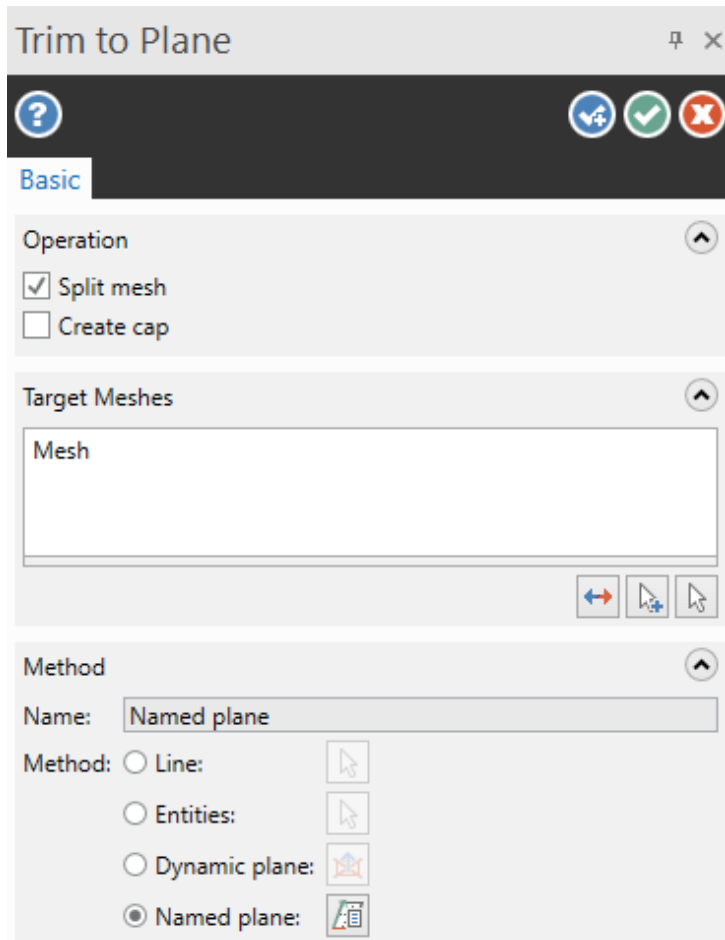 Trim to Plane
Basic
Operation
Split mesh
Create cap
Target Meshes
Mesh
Method
Name: Named plane
Method: Line:
Entities:
Dynamic plane:
Named plane: